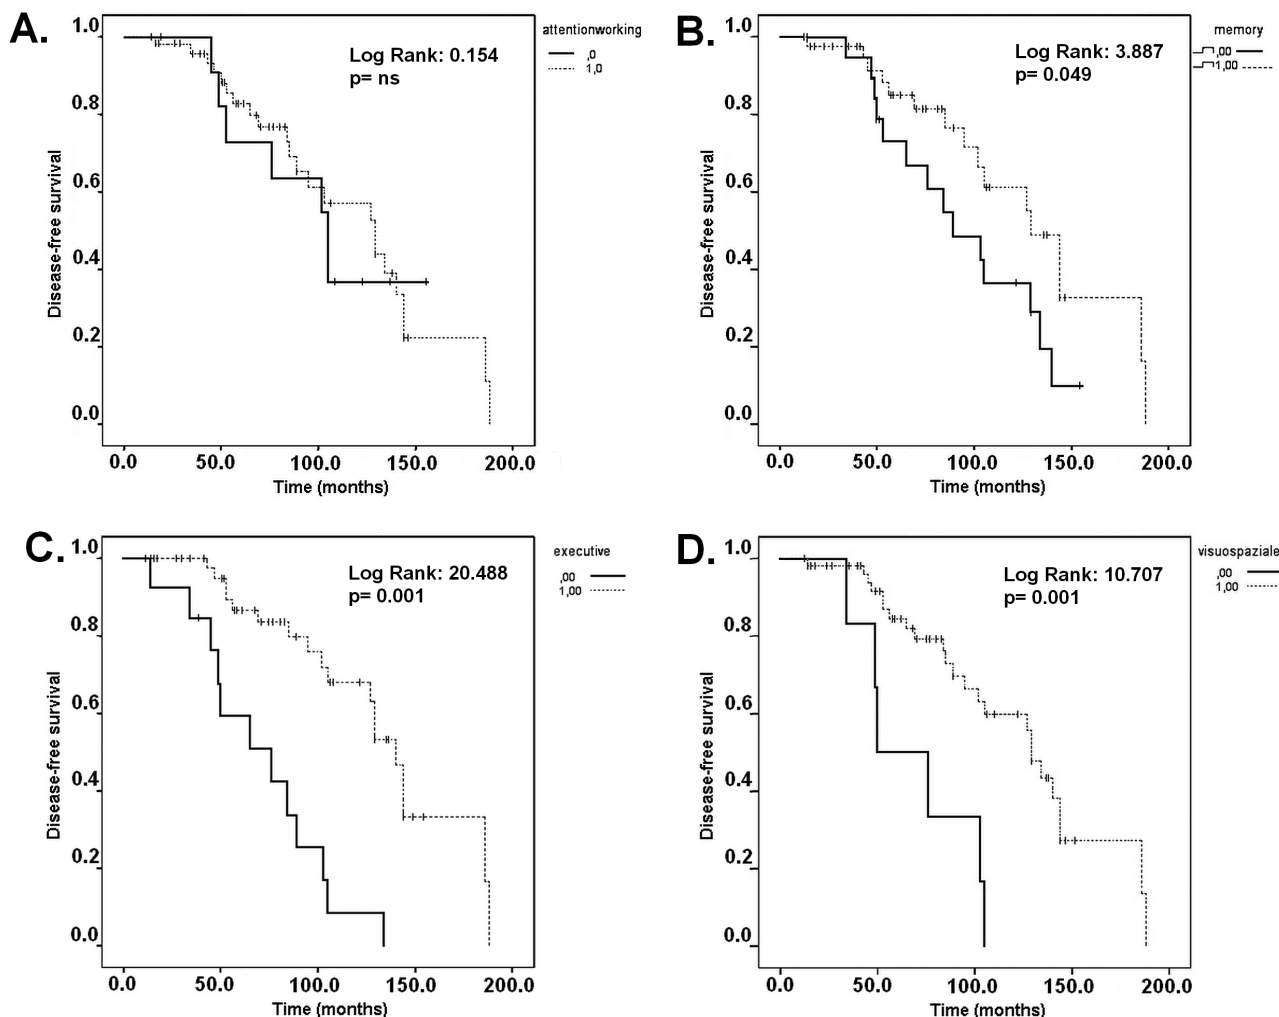 A.
attentionworking
,0
1,0
Log Rank: 0.154
p= ns
1.0
0.8
0.6
0.4
0.2
0.0
Disease-free survival
0.0 50.0 100.0 150.0 200.0
Time (months)
B.
memory
,00
1,00
Log Rank: 3.887
p= 0.049
1.0
0.8
0.6
0.4
0.2
0.0
Disease-free survival
0.0 50.0 100.0 150.0 200.0
Time (months)
C.
executive
,00
1,00
Log Rank: 20.488
p= 0.001
1.0
0.8
0.6
0.4
0.2
0.0
Disease-free survival
0.0 50.0 100.0 150.0 200.0
Time (months)
D.
visuospaziale
,00
1,00
Log Rank: 10.707
p= 0.001
1.0
0.8
0.6
0.4
0.2
0.0
Disease-free survival
0.0 50.0 100.0 150.0 200.0
Time (months)